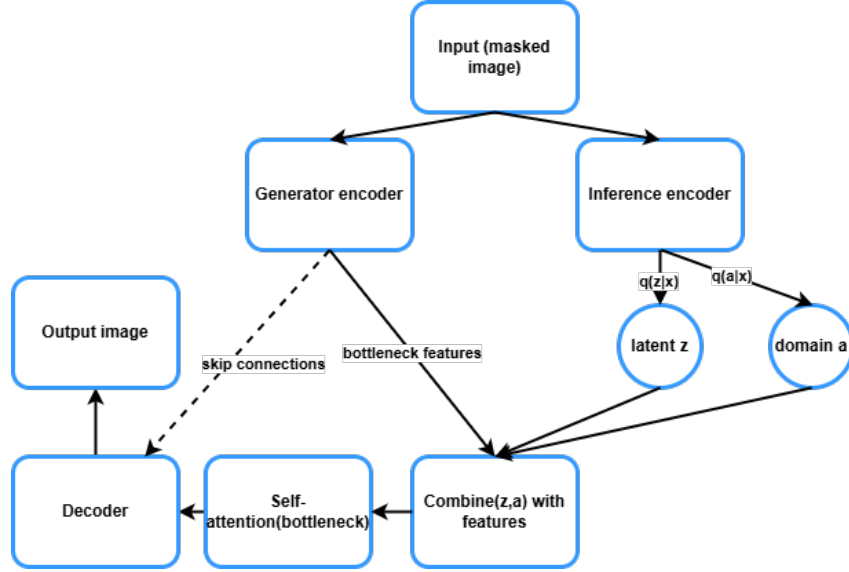 Input (masked
image)
Generator encoder
Inference encoder
q(z|x)
q(a|x)
Output image
latent z
domain a
skip connections
bottleneck features
Decoder
Self-
attention(bottleneck)
Combine(z,a) with
features